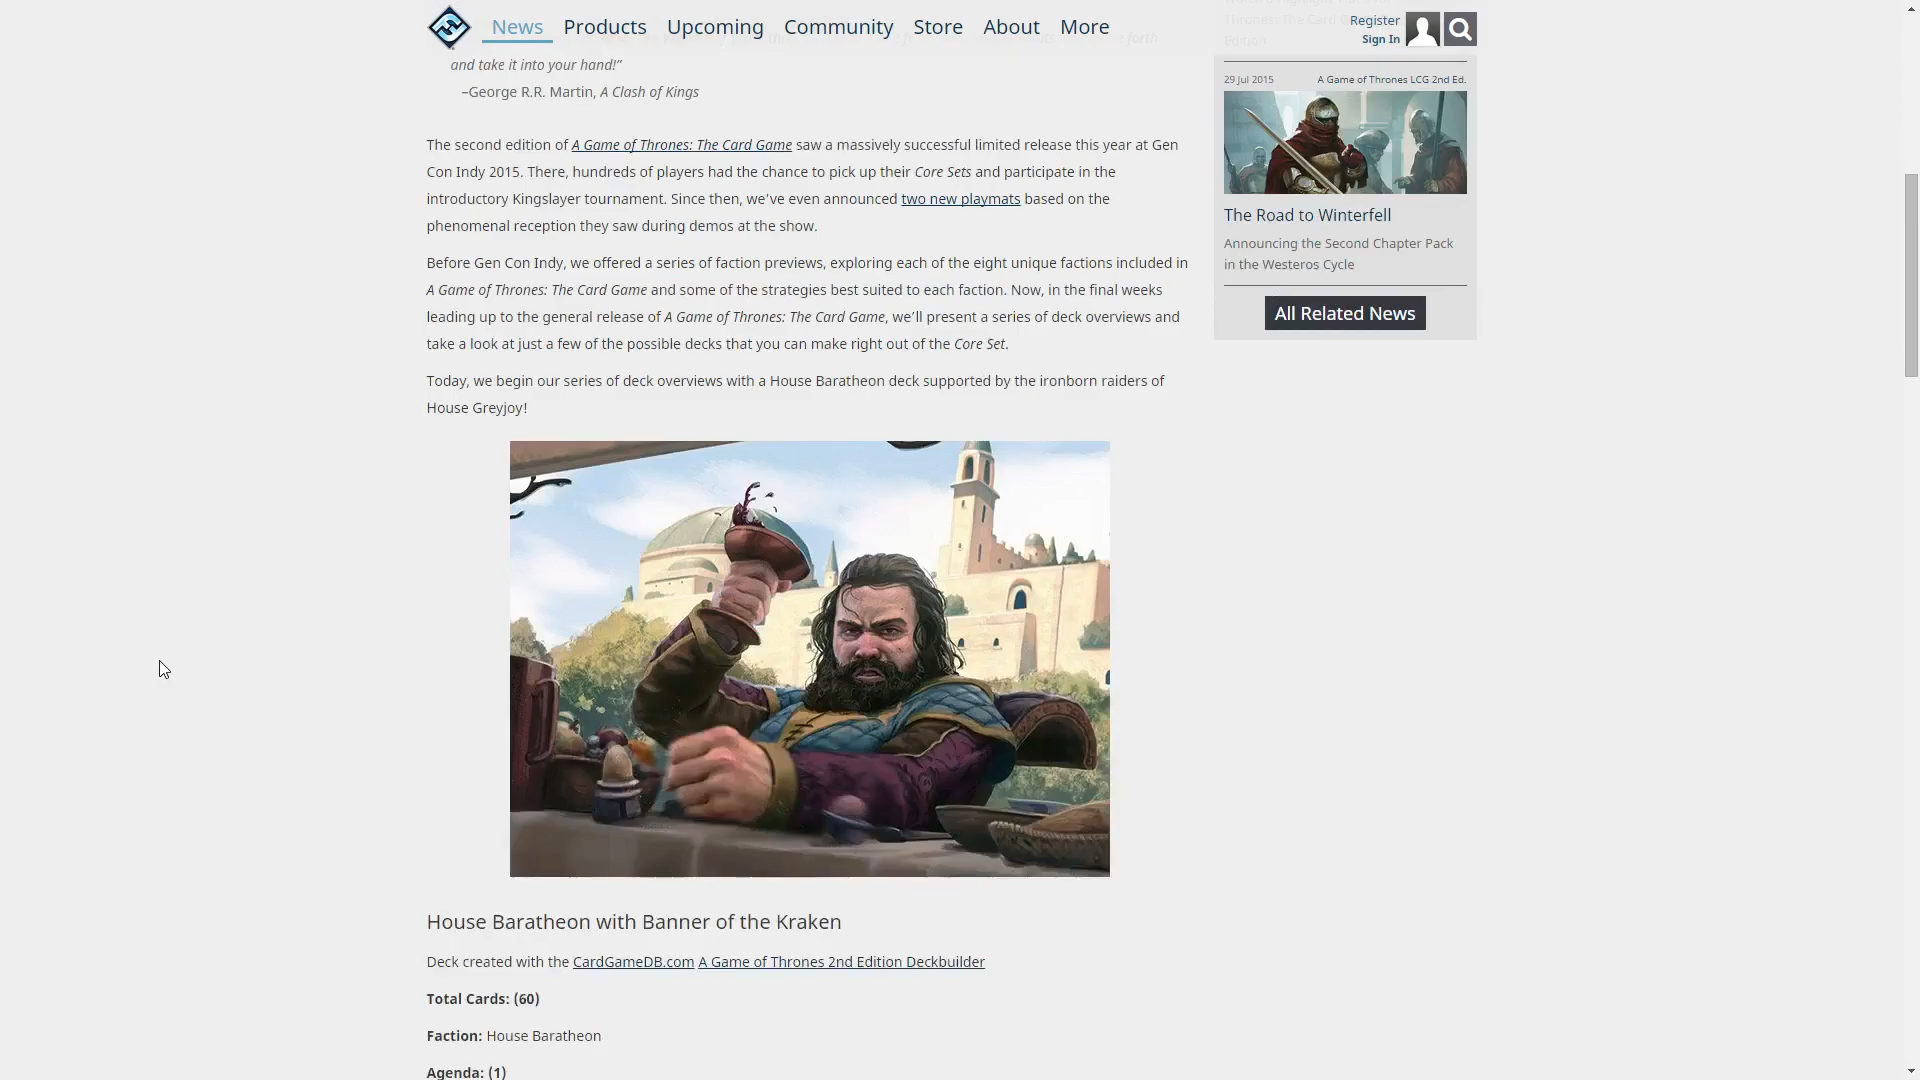 News Products Upcoming Community Store About More
Register
Sign In
and take it into your hand!”
–George R.R. Martin, A Clash of Kings
The second edition of A Game of Thrones: The Card Game saw a massively successful limited release this year at Gen
Con Indy 2015. There, hundreds of players had the chance to pick up their Core Sets and participate in the
introductory Kingslayer tournament. Since then, we've even announced two new playmats based on the
phenomenal reception they saw during demos at the show.
Before Gen Con Indy, we offered a series of faction previews, exploring each of the eight unique factions included in
A Game of Thrones: The Card Game and some of the strategies best suited to each faction. Now, in the final weeks
leading up to the general release of A Game of Thrones: The Card Game, we'll present a series of deck overviews and
take a look at just a few of the possible decks that you can make right out of the Core Set.
Today, we begin our series of deck overviews with a House Baratheon deck supported by the ironborn raiders of
House Greyjoy!
House Baratheon with Banner of the Kraken
Deck created with the CardGameDB.com A Game of Thrones 2nd Edition Deckbuilder
Total Cards: (60)
Faction: House Baratheon
Agenda: (1)
Edition
29 Jul 2015 A Game of Thrones LCG 2nd Ed.
The Road to Winterfell
Announcing the Second Chapter Pack
in the Westeros Cycle
All Related News